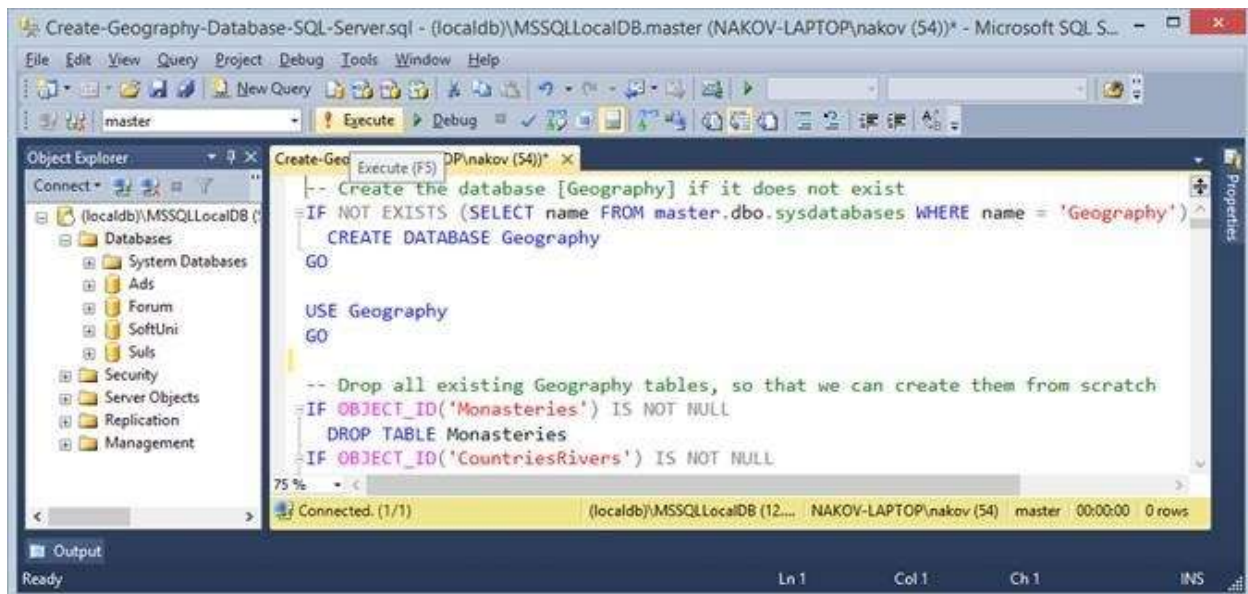 Create-Geography-Database-SQL-Server.sql - (localdb)\MSSQLLocalDB.master (NAKOV-LAPTOP\nakov (54))* - Microsoft SQL S...
File Edit View Query Project Debug Tools Window Help
New Query
master Execute Debug
Object Explorer
Connect
(localdb)\MSSQLLocalDB
Databases
System Databases
Ads
Forum
SoftUni
Suls
Security
Server Objects
Replication
Management
Create-Geo DP\nakov (54))*
Execute (F5)
-- Create the database [Geography] if it does not exist
IF NOT EXISTS (SELECT name FROM master.dbo.sysdatabases WHERE name = 'Geography')
CREATE DATABASE Geography
GO
USE Geography
GO
-- Drop all existing Geography tables, so that we can create them from scratch
IF OBJECT_ID('Monasteries') IS NOT NULL
DROP TABLE Monasteries
IF OBJECT_ID('CountriesRivers') IS NOT NULL
75 %
Connected. (1/1) (localdb)\MSSQLLocalDB (12.... NAKOV-LAPTOP\nakov (54) master 00:00:00 0 rows
Properties
Output
Ready Ln 1 Col 1 Ch 1 INS